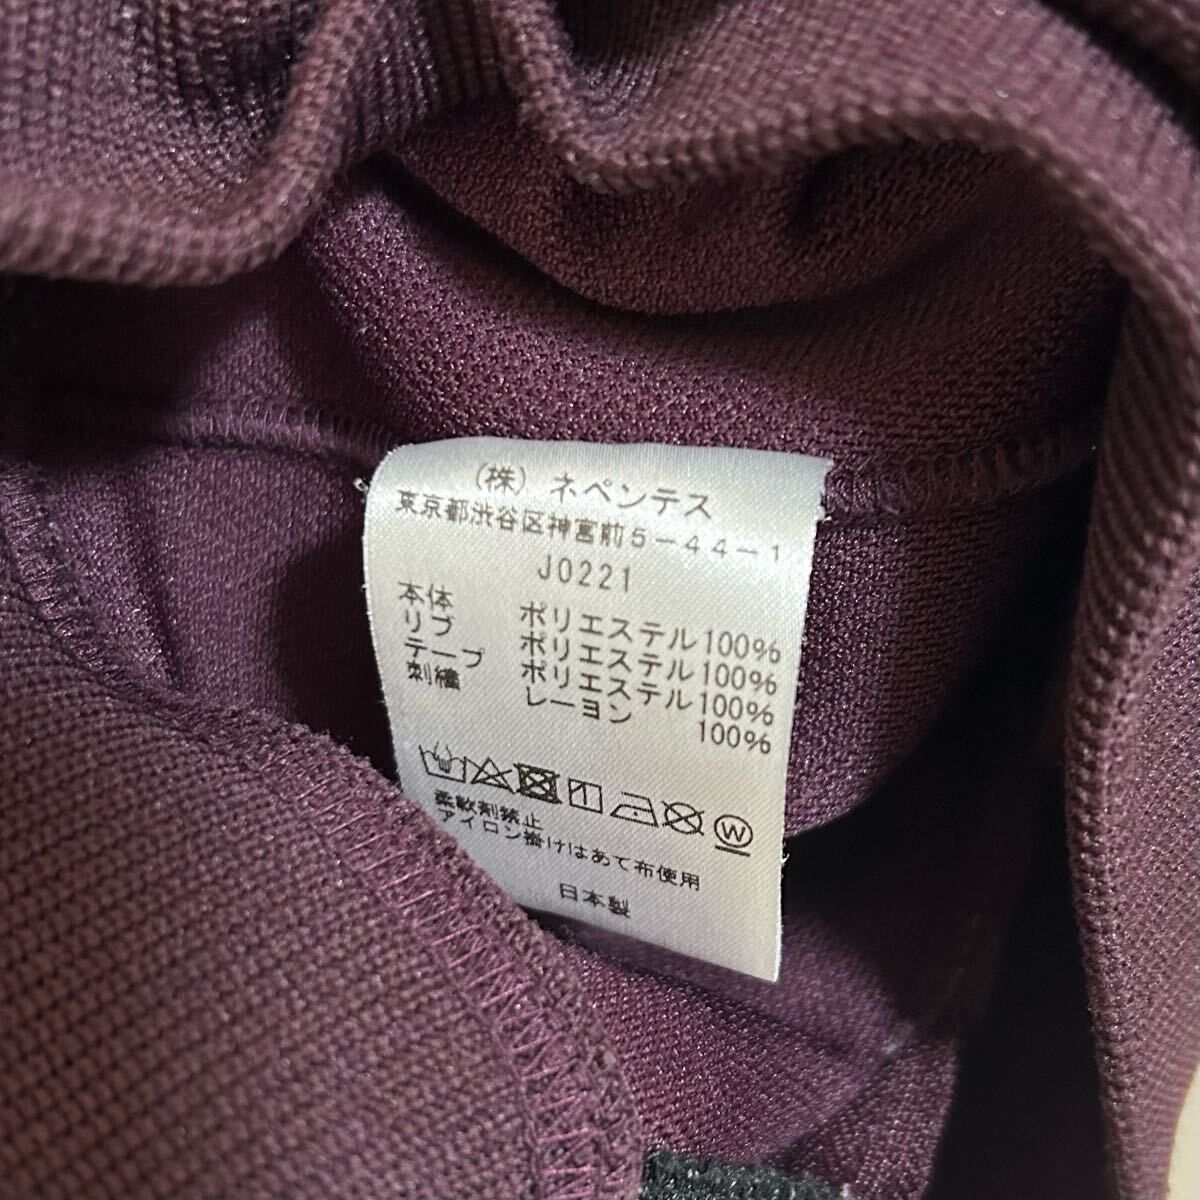 (株) ネペンテス
東京都渋谷区神宮前5-44-1
J0221
本体 ポリエステル100%
リブ ポリエステル100%
テープ ポリエステル100%
刺繍 レーヨン 100%
W
柔軟剤禁止
アイロン掛けはあて布使用
日本製